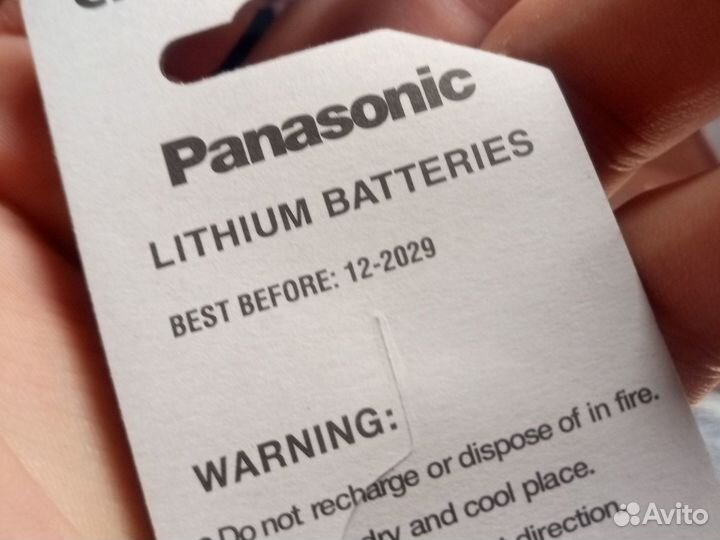 Panasonic
LITHIUM BATTERIES
BEST BEFORE: 12-2029
WARNING:
Do not recharge or dispose of in fire.
dry and cool place.
direction.
Avito